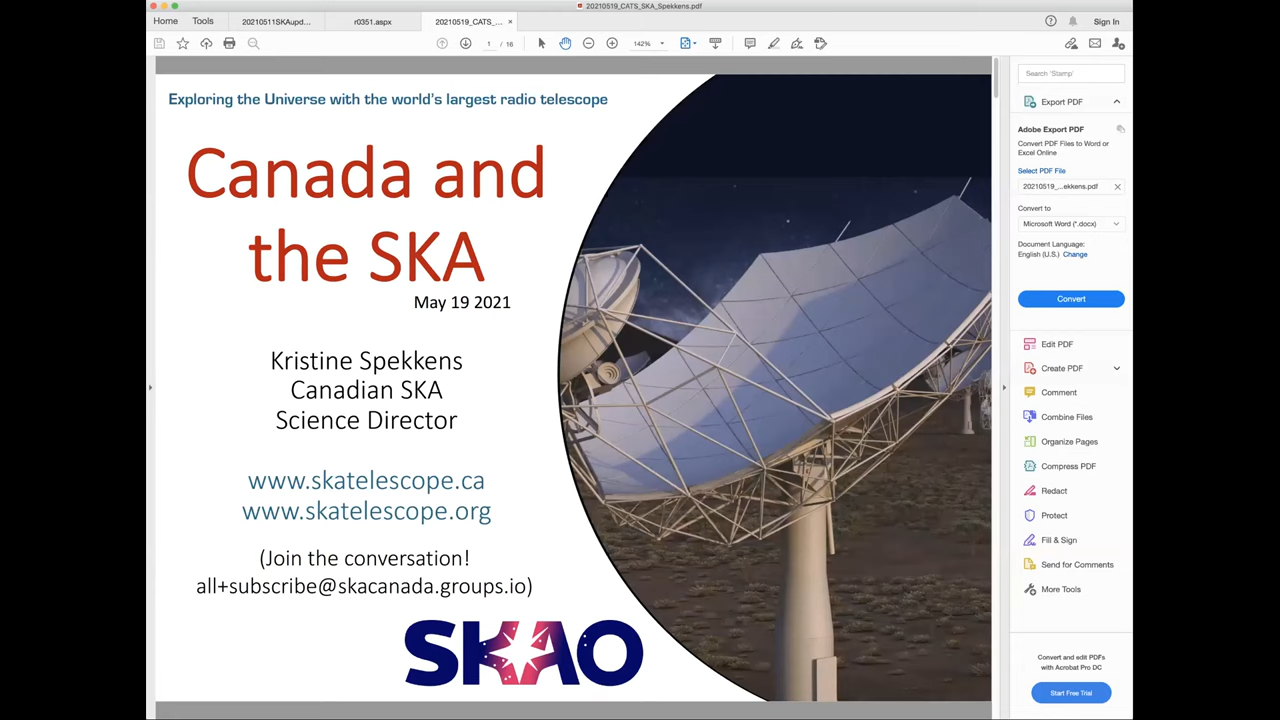 20210519_CATS_SKA_Spekkens.pdf
Home
Tools
20210511SKAupd...
r0351.aspx
20210519_CATS_...
Sign In
1 / 16
142%
Exploring the Universe with the world's largest radio telescope
Canada and
the SKA
May 19 2021
Kristine Spekkens
Canadian SKA
Science Director
www.skatelescope.ca
www.skatelescope.org
(Join the conversation!
all+subscribe@skacanada.groups.io)
SKAO
Search 'Stamp'
Export PDF
Adobe Export PDF
Convert PDF Files to Word or
Excel Online
Select PDF File
20210519_...ekkens.pdf
Convert to
Microsoft Word (*.docx)
Document Language:
English (U.S.) Change
Convert
Edit PDF
Create PDF
Comment
Combine Files
Organize Pages
Compress PDF
Redact
Protect
Fill & Sign
Send for Comments
More Tools
Convert and edit PDFs
with Acrobat Pro DC
Start Free Trial